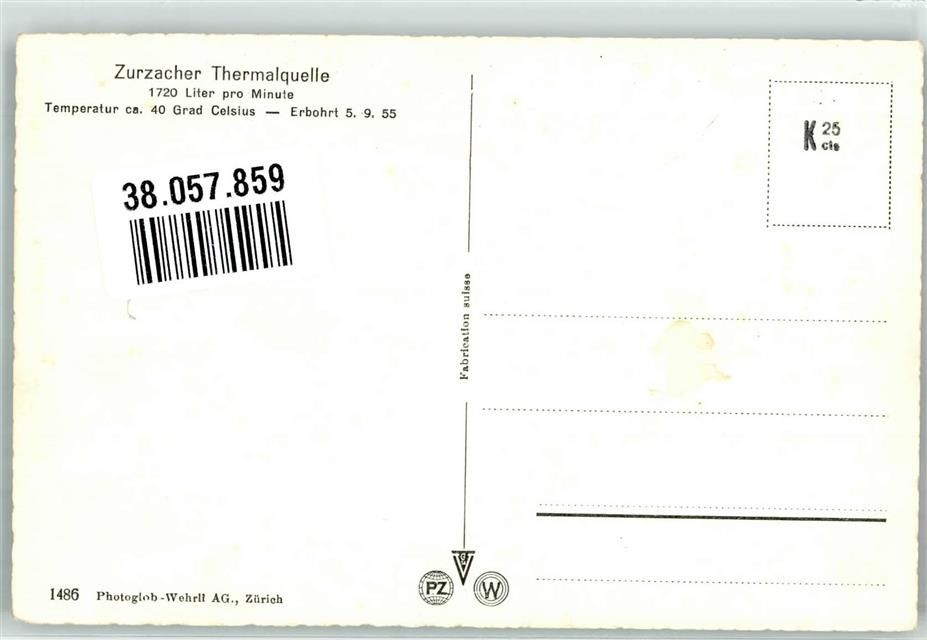 Zurzacher Thermalquelle
1720 Liter pro Minute
Temperatur ca. 40 Grad Celsius — Erbohrt 5. 9. 55
38.057.859
K 25 cts
Fabrication suisse
PZ
W
1486 Photoglob-Wehrli AG., Zürich